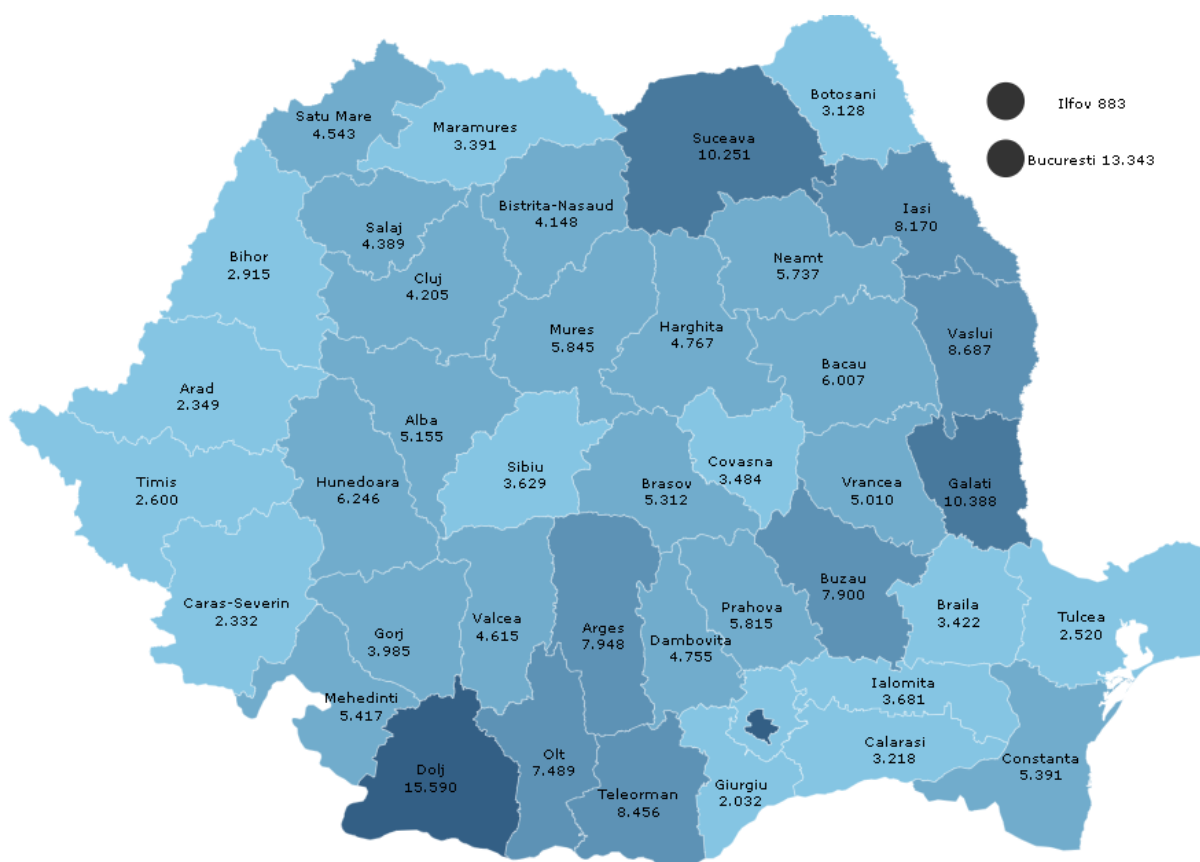 Botosani
3.128
Ilfov 883
Satu Mare
4.543
Maramures
3.391
Suceava
10.251
Bucuresti 13.343
Bistrita-Nasaud
4.148
Iasi
8.170
Salaj
4.389
Bihor
2.915
Neamt
5.737
Cluj
4.205
Mures
5.845
Harghita
4.767
Vaslui
8.687
Bacau
6.007
Arad
2.349
Alba
5.155
Timis
2.600
Hunedoara
6.246
Sibiu
3.629
Brasov
5.312
Covasna
3.484
Vrancea
5.010
Galati
10.388
Caras-Severin
2.332
Gorj
3.985
Valcea
4.615
Arges
7.948
Dambovita
4.755
Prahova
5.815
Buzau
7.900
Braila
3.422
Tulcea
2.520
Mehedinti
5.417
Ialomita
3.681
Dolj
15.590
Olt
7.489
Teleorman
8.456
Giurgiu
2.032
Calarasi
3.218
Constanta
5.391